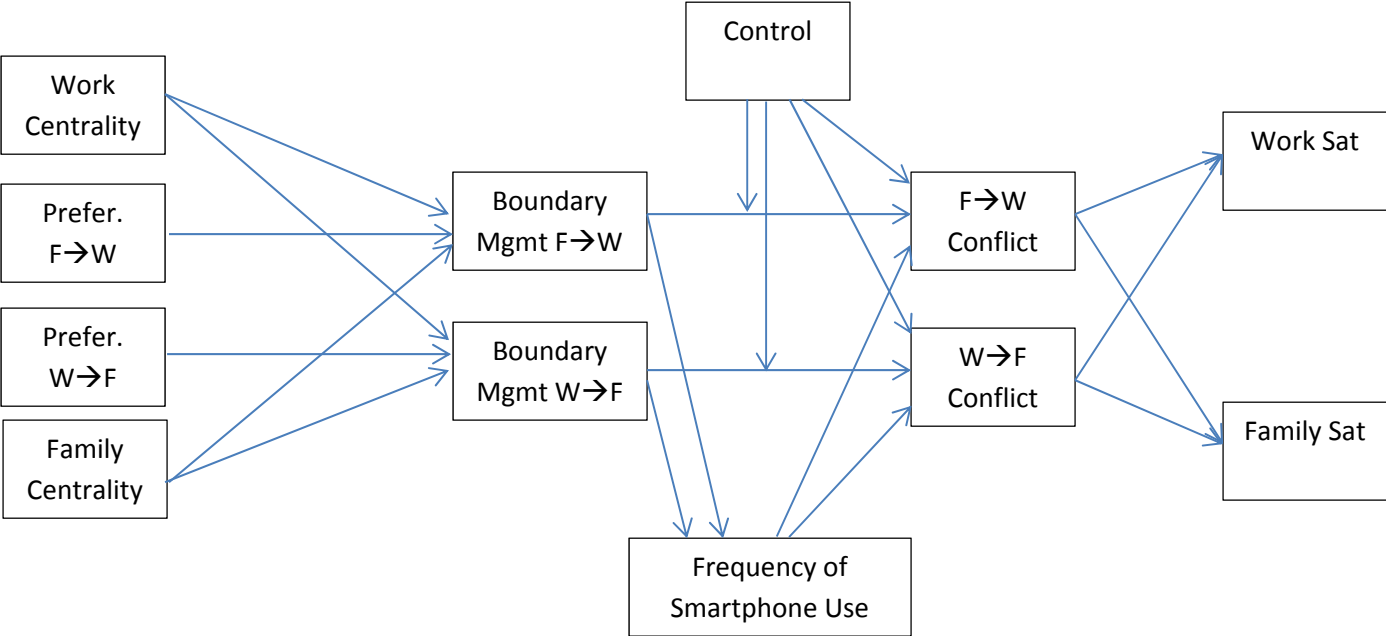 Control
Work
Centrality
Work Sat
Prefer.
F→W
Boundary
Mgmt F→W
F→W
Conflict
Prefer.
W→F
Boundary
Mgmt W→F
W→F
Conflict
Family
Centrality
Family Sat
Frequency of
Smartphone Use